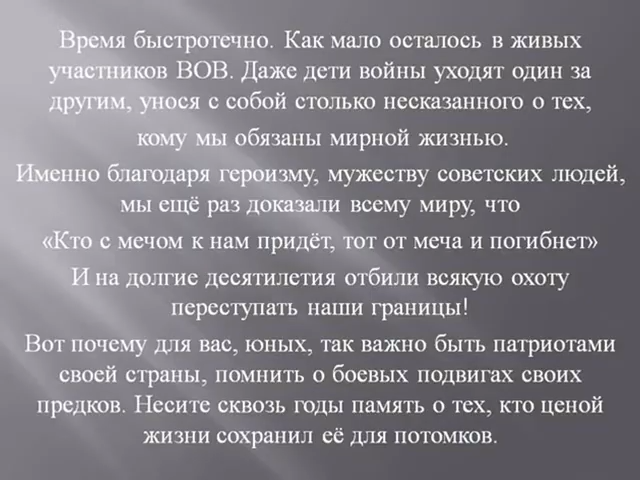 Время быстротечно. Как мало осталось в живых
участников ВОВ. Даже дети войны уходят один за
другим, унося с собой столько несказанного о тех,
кому мы обязаны мирной жизнью.
Именно благодаря героизму, мужеству советских людей,
мы ещё раз доказали всему миру, что
«Кто с мечом к нам придёт, тот от меча и погибнет»
И на долгие десятилетия отбили всякую охоту
переступать наши границы!
Вот почему для вас, юных, так важно быть патриотами
своей страны, помнить о боевых подвигах своих
предков. Несите сквозь годы память о тех, кто ценой
жизни сохранил её для потомков.